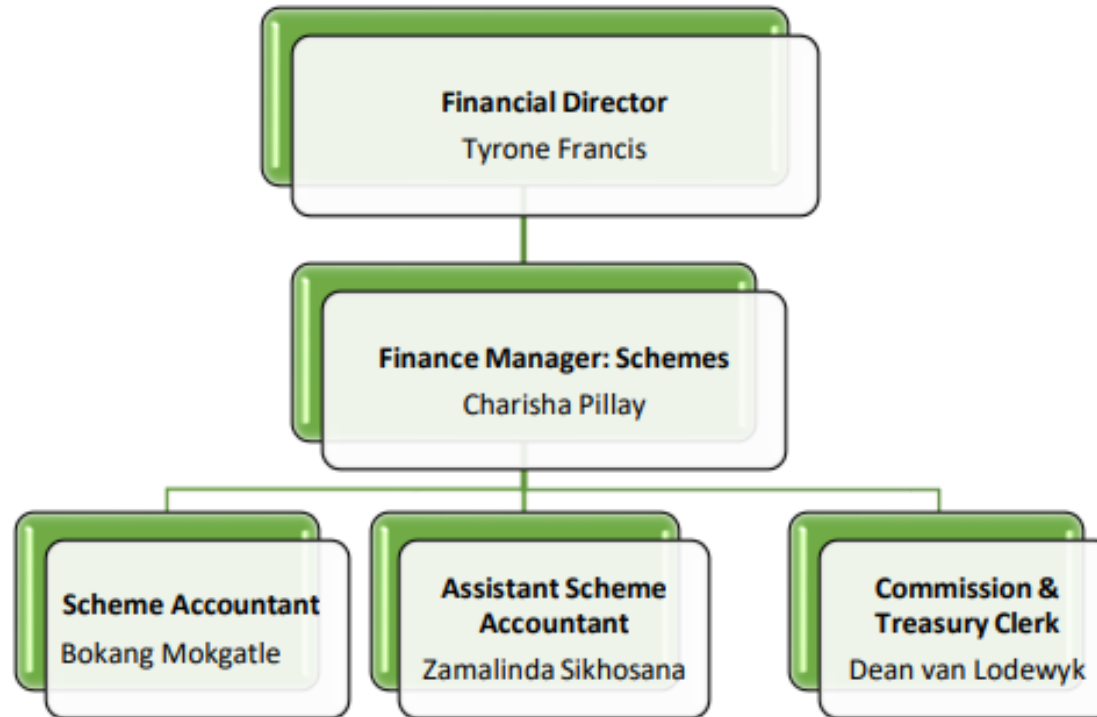 Financial Director
Tyrone Francis
Finance Manager: Schemes
Charisha Pillay
Scheme Accountant
Bokang Mokgatle
Assistant Scheme
Accountant
Zamalinda Sikhosana
Commission &
Treasury Clerk
Dean van Lodewyk